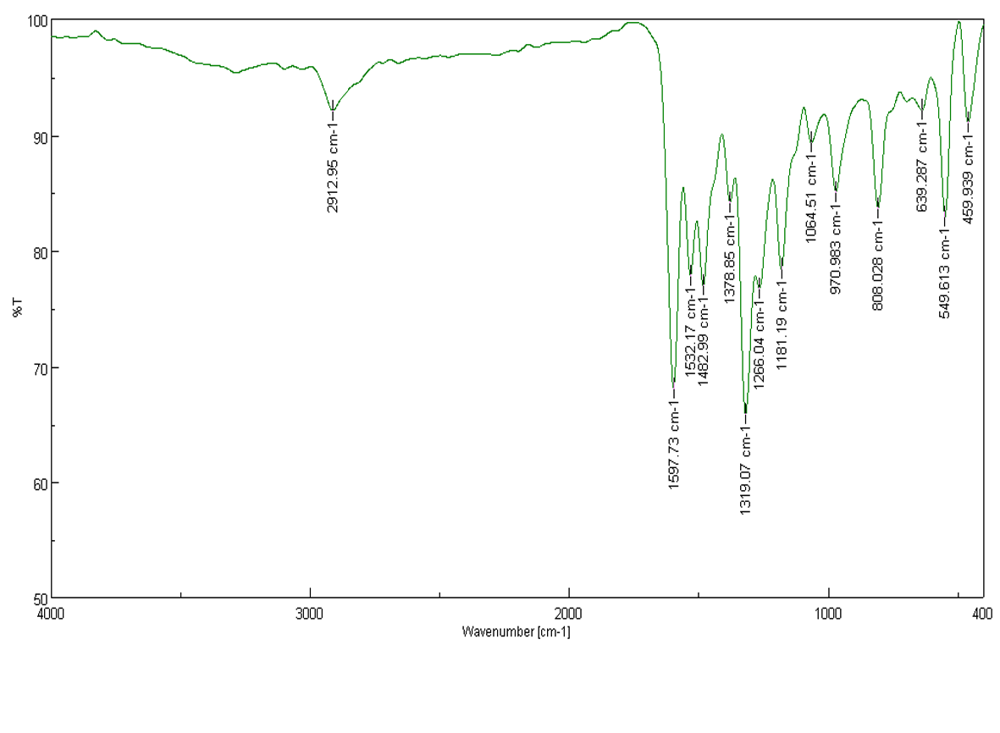 100
90
80
70
60
50
%T
4000
3000
2000
1000
400
Wavenumber [cm-1]
2912.95 cm-1
1597.73 cm-1
1532.17 cm-1
1482.99 cm-1
1378.85 cm-1
1319.07 cm-1
1266.04 cm-1
1181.19 cm-1
1064.51 cm-1
970.983 cm-1
808.028 cm-1
639.287 cm-1
549.613 cm-1
459.939 cm-1